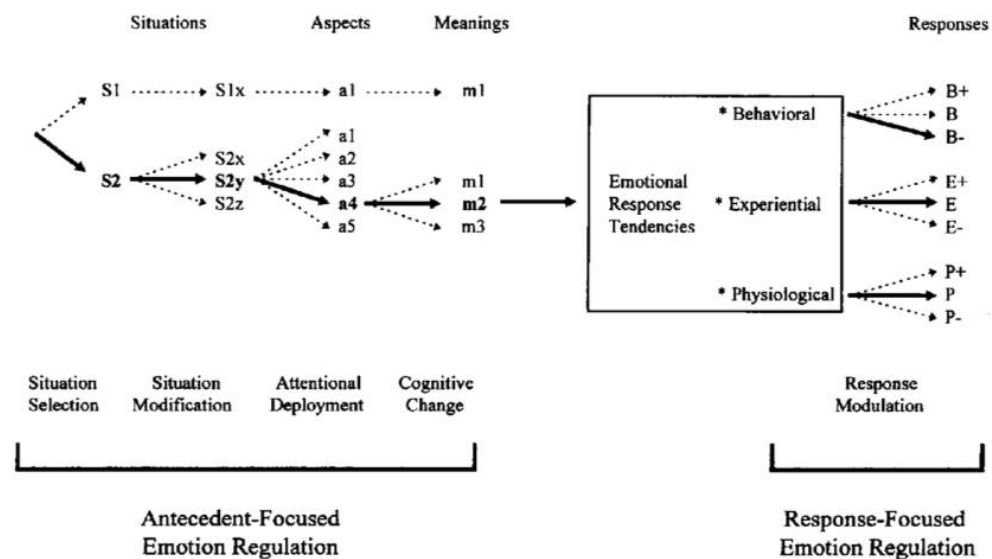 Situations Aspects Meanings Responses
S1 S1x a1 m1 B+
B
a1 * Behavioral B-
S2x a2
S2 S2y a3 m1 Emotional E+
a4 m2 Response * Experiential E
S2z a5 m3 Tendencies E-
P+
* Physiological P
P-
Situation Situation Attentional Cognitive Response
Selection Modification Deployment Change Modulation
Antecedent-Focused Response-Focused
Emotion Regulation Emotion Regulation